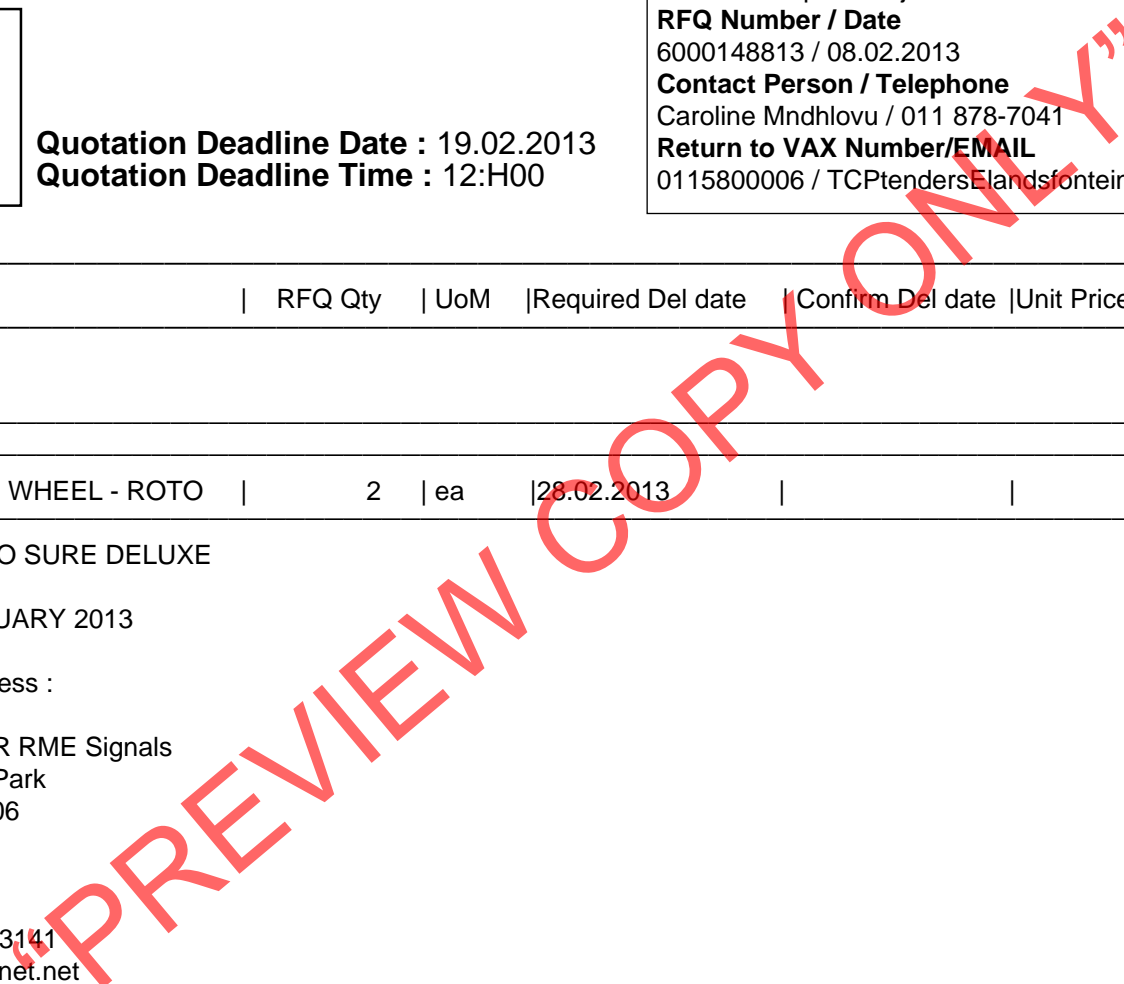 RFQ Number / Date
6000148813 / 08.02.2013
Contact Person / Telephone
Caroline Mndhlovu / 011 878-7041
Return to VAX Number/EMAIL
0115800006 / TCPtendersElandsfontein
Quotation Deadline Date : 19.02.2013
Quotation Deadline Time : 12:H00
| RFQ Qty | UoM |Required Del date | Confirm Del date |Unit Price
WHEEL - ROTO | 2 | ea |28.02.2013 | |
O SURE DELUXE
UARY 2013
ess :
R RME Signals
Park
06
3141
net.net
“PREVIEW COPY ONLY”